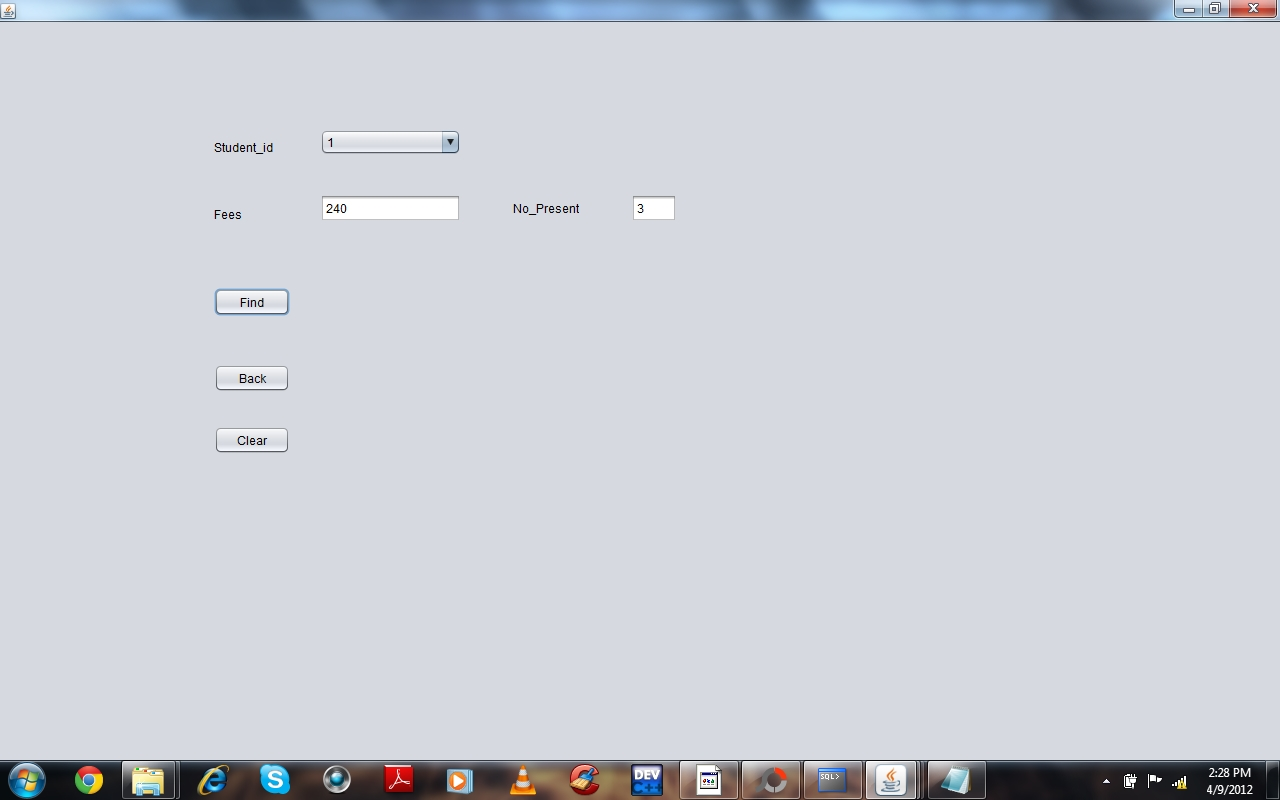 Student_id
1
Fees
240
No_Present
3
Find
Back
Clear
DEV
C++
SQL>
2:28 PM
4/9/2012